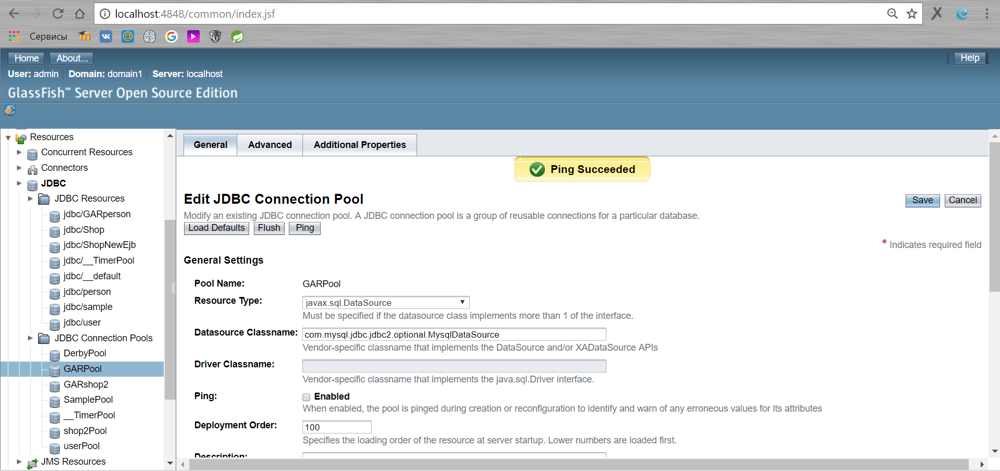 localhost:4848/common/index.jsf
Сервисы
Home About... Help
User: admin Domain: domain1 Server: localhost
GlassFish™ Server Open Source Edition
Resources
Concurrent Resources
Connectors
JDBC
JDBC Resources
jdbc/GARperson
jdbc/Shop
jdbc/ShopNewEjb
jdbc/__TimerPool
jdbc/__default
jdbc/person
jdbc/sample
jdbc/user
JDBC Connection Pools
DerbyPool
GARPool
GARshop2
SamplePool
__TimerPool
shop2Pool
userPool
JMS Resources
General Advanced Additional Properties
Ping Succeeded
Edit JDBC Connection Pool
Save Cancel
Modify an existing JDBC connection pool. A JDBC connection pool is a group of reusable connections for a particular database.
Load Defaults Flush Ping
* Indicates required field
General Settings
Pool Name: GARPool
Resource Type: javax.sql.DataSource
Must be specified if the datasource class implements more than 1 of the interface.
Datasource Classname: com.mysql.jdbc.jdbc2.optional.MysqlDataSource
Vendor-specific classname that implements the DataSource and/or XADataSource APIs
Driver Classname:
Vendor-specific classname that implements the java.sql.Driver interface.
Ping: Enabled
When enabled, the pool is pinged during creation or reconfiguration to identify and warn of any erroneous values for its attributes
Deployment Order: 100
Specifies the loading order of the resource at server startup. Lower numbers are loaded first.
Description: